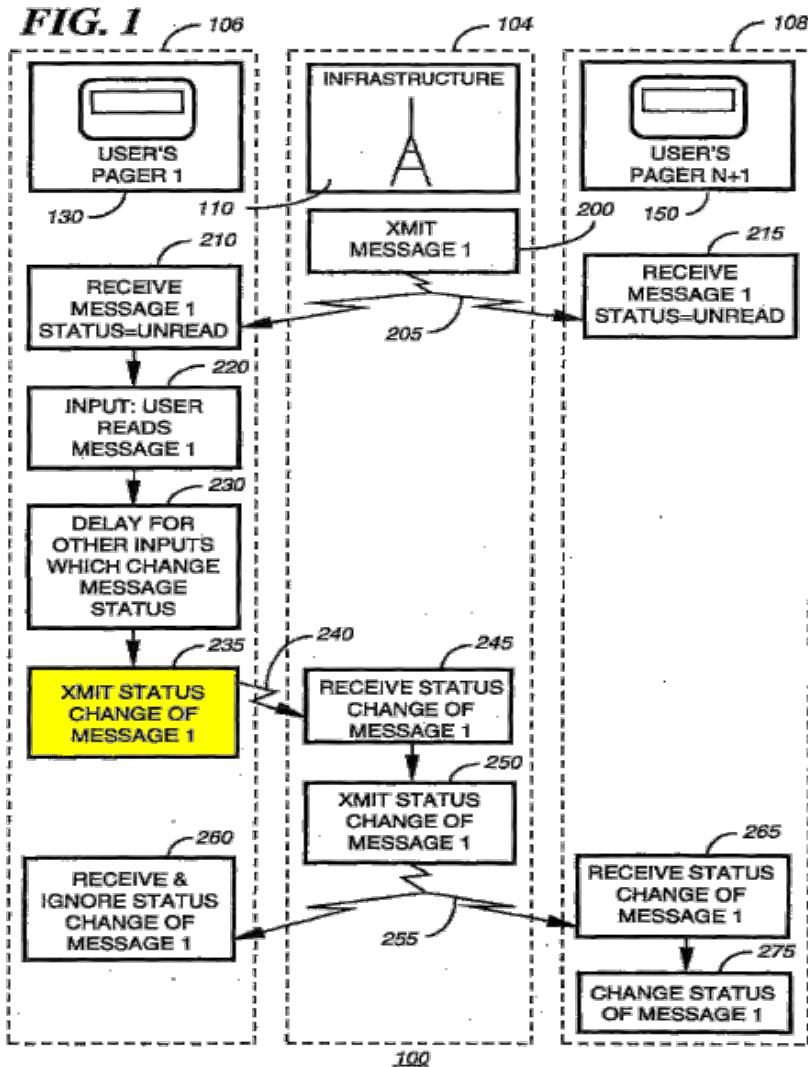 FIG. 1
106
104
108
USER'S
PAGER 1
130
INFRASTRUCTURE
110
USER'S
PAGER N+1
150
XMIT
MESSAGE 1
200
210
RECEIVE
MESSAGE 1
STATUS=UNREAD
205
215
RECEIVE
MESSAGE 1
STATUS=UNREAD
220
INPUT: USER
READS
MESSAGE 1
230
DELAY FOR
OTHER INPUTS
WHICH CHANGE
MESSAGE
STATUS
235
XMIT STATUS
CHANGE OF
MESSAGE 1
240
245
RECEIVE STATUS
CHANGE OF
MESSAGE 1
250
XMIT STATUS
CHANGE OF
MESSAGE 1
260
RECEIVE &
IGNORE STATUS
CHANGE OF
MESSAGE 1
255
265
RECEIVE STATUS
CHANGE OF
MESSAGE 1
275
CHANGE STATUS
OF MESSAGE 1
100